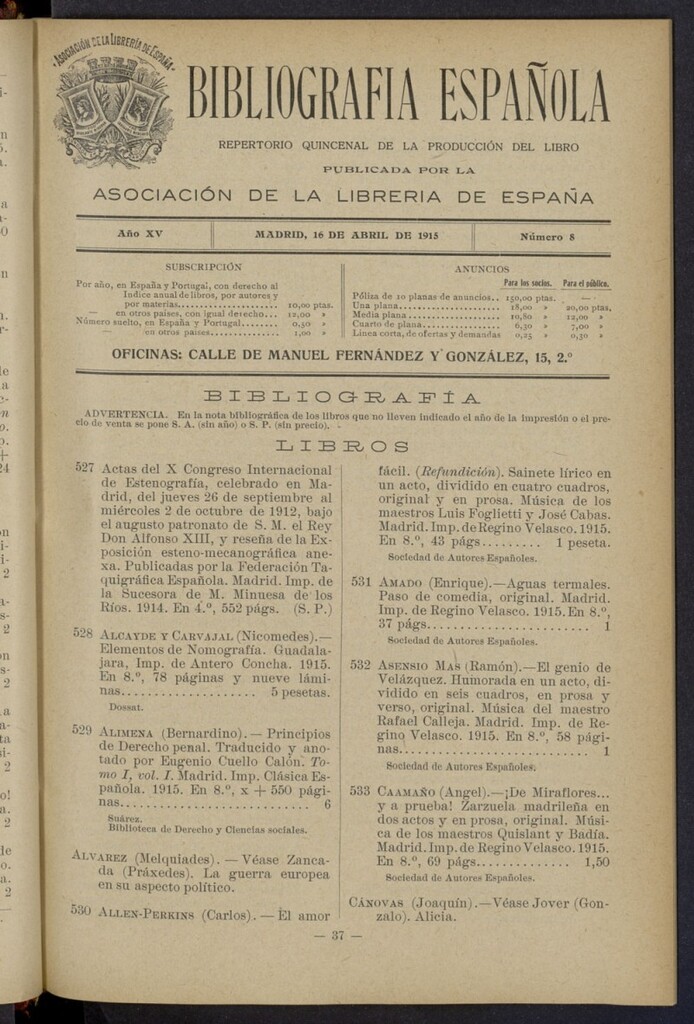 ASOCIACIÓN DE LA LIBRERÍA DE ESPAÑA
BIBLIOGRAFIA ESPAÑOLA
REPERTORIO QUINCENAL DE LA PRODUCCIÓN DEL LIBRO
PUBLICADA POR LA
ASOCIACIÓN DE LA LIBRERIA DE ESPAÑA
Año XV
MADRID, 16 DE ABRIL DE 1915
Número 8
SUBSCRIPCIÓN
Por año, en España y Portugal, con derecho al
Indice anual de libros, por autores y
por materias.................... 10,00 ptas.
— en otros países, con igual derecho... 12,00 »
Número suelto, en España y Portugal........ 0,50 »
— en otros países............... 1,00 »
ANUNCIOS
Para los socios. Para el público.
Póliza de 10 planas de anuncios.. 150,00 ptas. —
Una plana.................... 18,00 » 20,00 ptas.
Media plana................... 10,80 » 12,00 »
Cuarto de plana................ 6,30 » 7,00 »
Línea corta, de ofertas y demandas 0,25 » 0,30 »
OFICINAS: CALLE DE MANUEL FERNÁNDEZ Y GONZÁLEZ, 15, 2.º
BIBLIOGRAFÍA
ADVERTENCIA. En la nota bibliográfica de los libros que no lleven indicado el año de la impresión o el pre-
cio de venta se pone S. A. (sin año) o S. P. (sin precio).
LIBROS
527 Actas del X Congreso Internacional
de Estenografía, celebrado en Ma-
drid, del jueves 26 de septiembre al
miércoles 2 de octubre de 1912, bajo
el augusto patronato de S. M. el Rey
Don Alfonso XIII, y reseña de la Ex-
posición esteno-mecanográfica ane-
xa. Publicadas por la Federación Ta-
quigráfica Española. Madrid. Imp. de
la Sucesora de M. Minuesa de los
Ríos. 1914. En 4.º, 552 págs. (S. P.)
528 ALCAYDE Y CARVAJAL (Nicomedes).—
Elementos de Nomografía. Guadala-
jara, Imp. de Antero Concha. 1915.
En 8.º, 78 páginas y nueve lámi-
nas.................. 5 pesetas.
Dossat.
529 ALIMENA (Bernardino).— Principios
de Derecho penal. Traducido y ano-
tado por Eugenio Cuello Calón. To-
mo I, vol. I. Madrid. Imp. Clásica Es-
pañola. 1915. En 8.º, x + 550 pági-
nas......................... 6
Suárez.
Biblioteca de Derecho y Ciencias sociales.
ALVAREZ (Melquiades). — Véase Zanca-
da (Práxedes). La guerra europea
en su aspecto político.
530 ALLEN-PERKINS (Carlos). — El amor
fácil. (Refundición). Sainete lírico en
un acto, dividido en cuatro cuadros,
original y en prosa. Música de los
maestros Luis Foglietti y José Cabas.
Madrid. Imp. de Regino Velasco. 1915.
En 8.º, 43 págs......... 1 peseta.
Sociedad de Autores Españoles.
531 AMADO (Enrique).—Aguas termales.
Paso de comedia, original. Madrid.
Imp. de Regino Velasco. 1915. En 8.º,
37 págs...................... 1
Sociedad de Autores Españoles.
532 ASENSIO MAS (Ramón).—El genio de
Velázquez. Humorada en un acto, di-
vidido en seis cuadros, en prosa y
verso, original. Música del maestro
Rafael Calleja. Madrid. Imp. de Re-
gino Velasco. 1915. En 8.º, 58 pági-
nas.......................... 1
Sociedad de Autores Españoles.
533 CAAMAÑO (Angel).—¡De Miraflores...
y a prueba! Zarzuela madrileña en
dos actos y en prosa, original. Músi-
ca de los maestros Quislant y Badía.
Madrid. Imp. de Regino Velasco. 1915.
En 8.º, 69 págs............. 1,50
Sociedad de Autores Españoles.
CÁNOVAS (Joaquín).—Véase Jover (Gon-
zalo). Alicia.
— 37 —